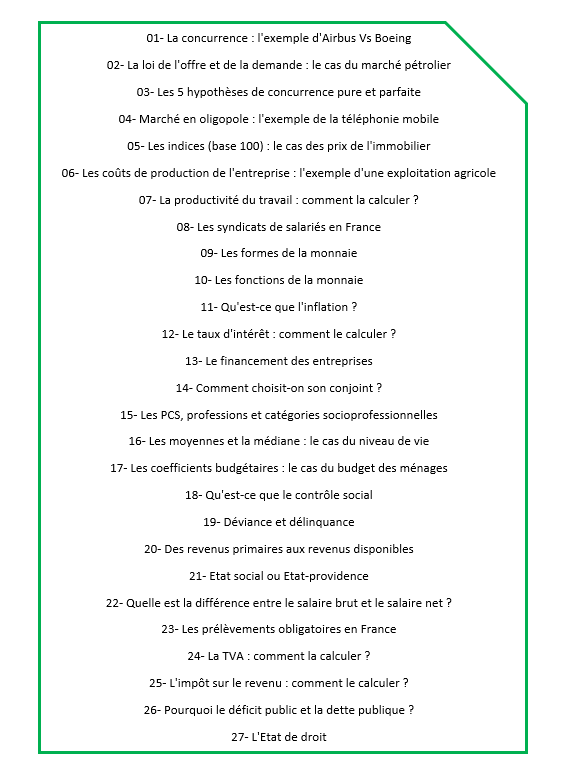 01- La concurrence : l'exemple d'Airbus Vs Boeing
02- La loi de l'offre et de la demande : le cas du marché pétrolier
03- Les 5 hypothèses de concurrence pure et parfaite
04- Marché en oligopole : l'exemple de la téléphonie mobile
05- Les indices (base 100) : le cas des prix de l'immobilier
06- Les coûts de production de l'entreprise : l'exemple d'une exploitation agricole
07- La productivité du travail : comment la calculer ?
08- Les syndicats de salariés en France
09- Les formes de la monnaie
10- Les fonctions de la monnaie
11- Qu'est-ce que l'inflation ?
12- Le taux d'intérêt : comment le calculer ?
13- Le financement des entreprises
14- Comment choisit-on son conjoint ?
15- Les PCS, professions et catégories socioprofessionnelles
16- Les moyennes et la médiane : le cas du niveau de vie
17- Les coefficients budgétaires : le cas du budget des ménages
18- Qu'est-ce que le contrôle social
19- Déviance et délinquance
20- Des revenus primaires aux revenus disponibles
21- Etat social ou Etat-providence
22- Quelle est la différence entre le salaire brut et le salaire net ?
23- Les prélèvements obligatoires en France
24- La TVA : comment la calculer ?
25- L'impôt sur le revenu : comment le calculer ?
26- Pourquoi le déficit public et la dette publique ?
27- L'Etat de droit